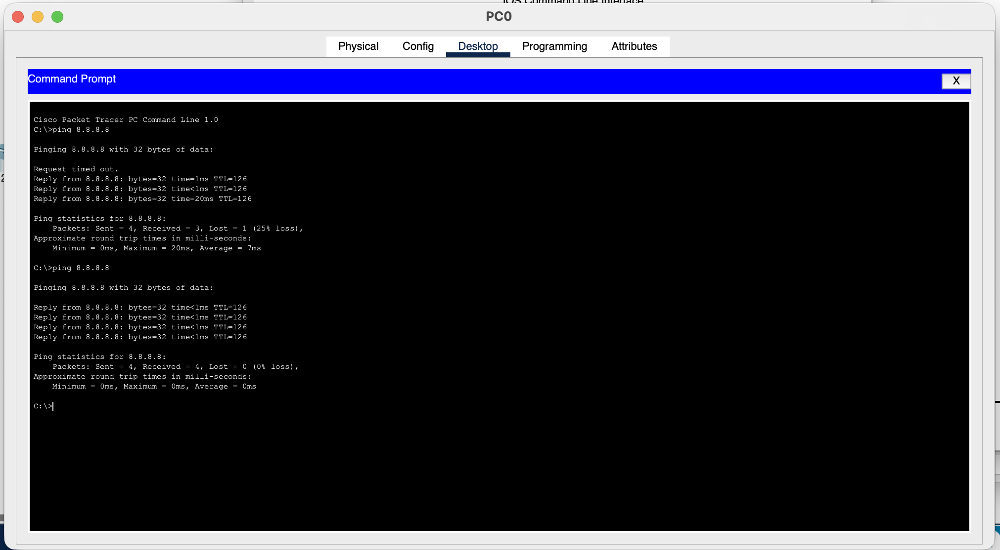 IOS Command Line Interface
PC0
Physical Config Desktop Programming Attributes
Command Prompt
X
Cisco Packet Tracer PC Command Line 1.0
C:\>ping 8.8.8.8
Pinging 8.8.8.8 with 32 bytes of data:
Request timed out.
Reply from 8.8.8.8: bytes=32 time=1ms TTL=126
Reply from 8.8.8.8: bytes=32 time<1ms TTL=126
Reply from 8.8.8.8: bytes=32 time=20ms TTL=126
Ping statistics for 8.8.8.8:
Packets: Sent = 4, Received = 3, Lost = 1 (25% loss),
Approximate round trip times in milli-seconds:
Minimum = 0ms, Maximum = 20ms, Average = 7ms
C:\>ping 8.8.8.8
Pinging 8.8.8.8 with 32 bytes of data:
Reply from 8.8.8.8: bytes=32 time<1ms TTL=126
Reply from 8.8.8.8: bytes=32 time<1ms TTL=126
Reply from 8.8.8.8: bytes=32 time<1ms TTL=126
Reply from 8.8.8.8: bytes=32 time<1ms TTL=126
Ping statistics for 8.8.8.8:
Packets: Sent = 4, Received = 4, Lost = 0 (0% loss),
Approximate round trip times in milli-seconds:
Minimum = 0ms, Maximum = 0ms, Average = 0ms
C:\>